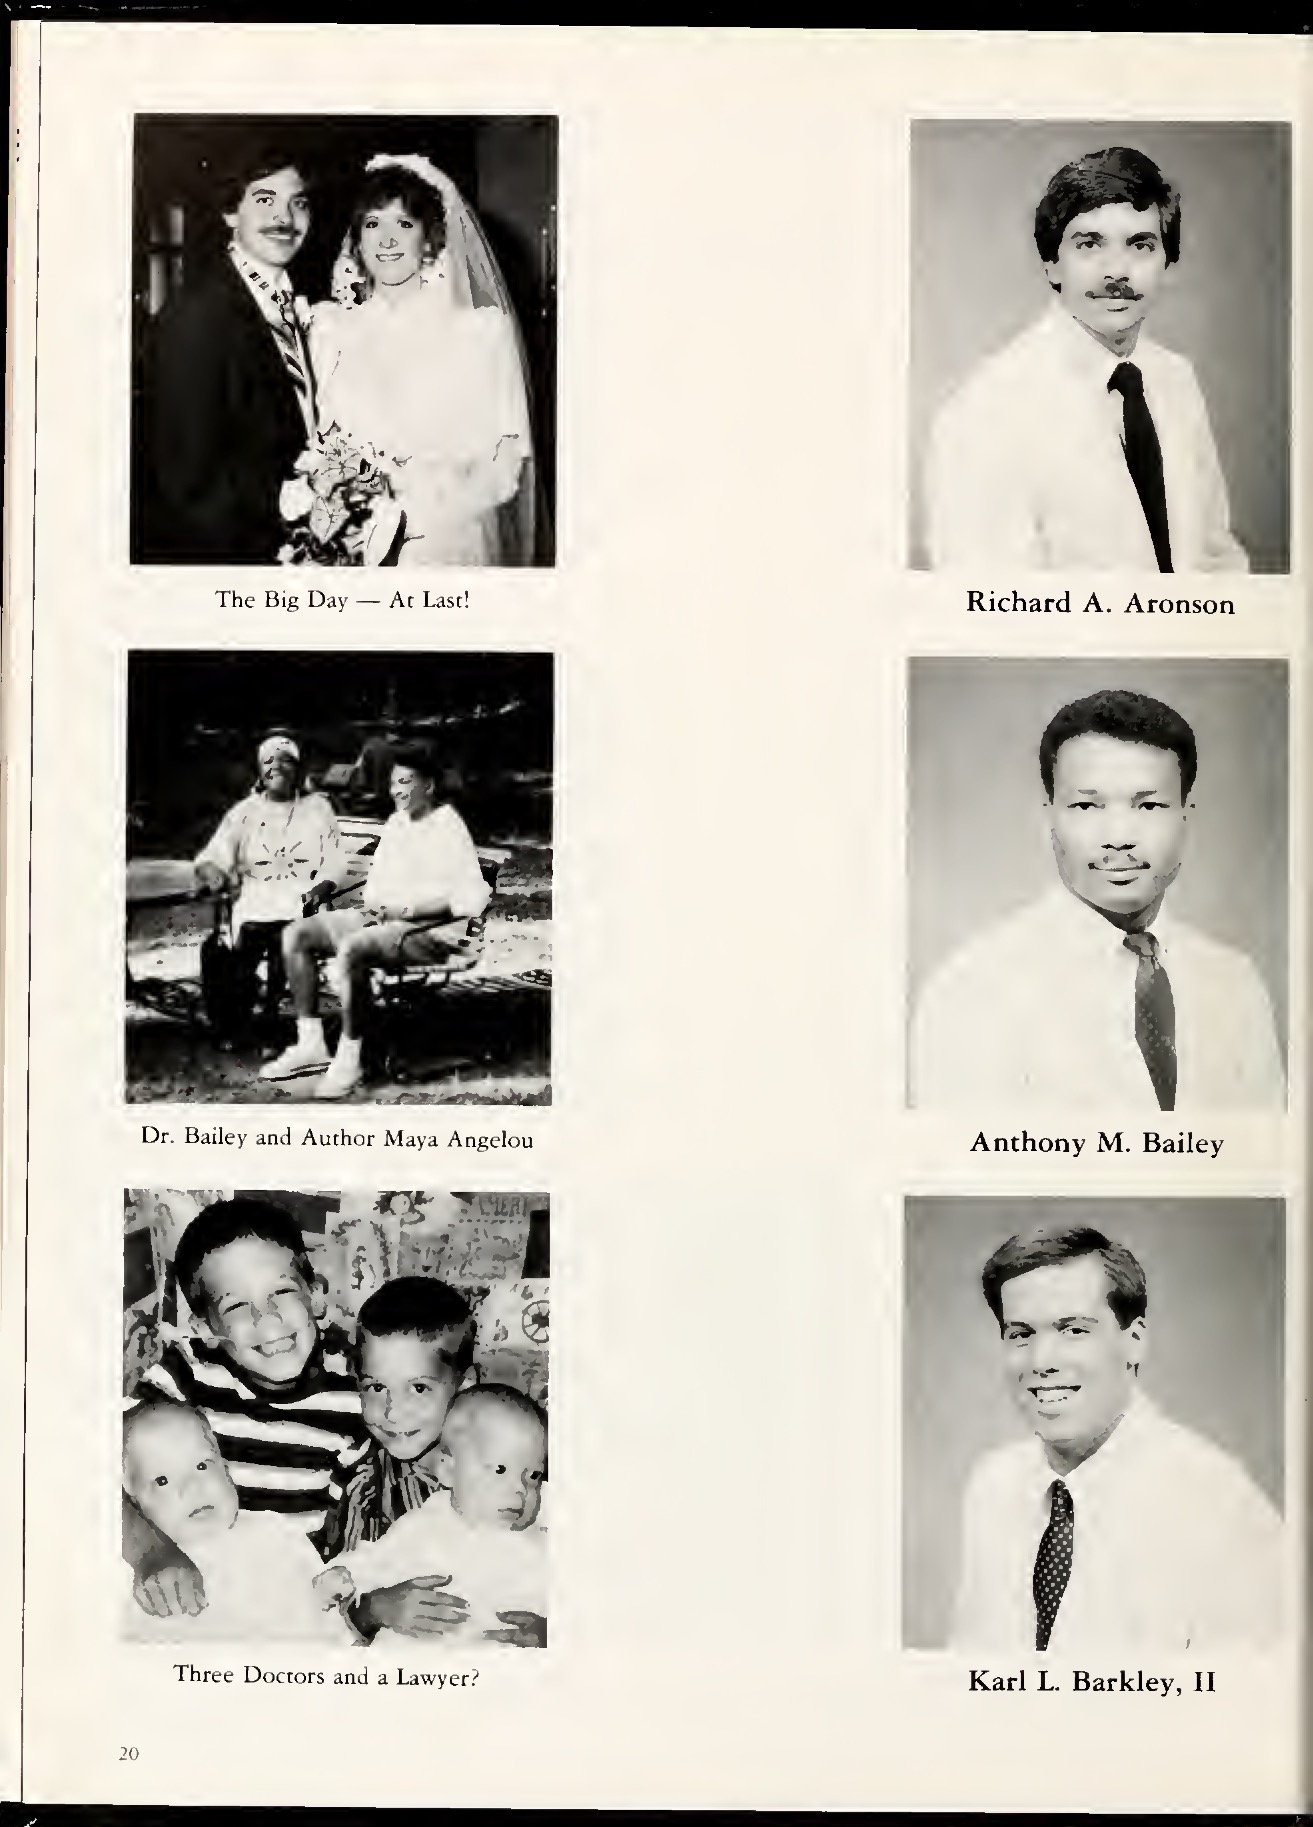 The Big Day — At Last!
Richard A. Aronson
Dr. Bailey and Author Maya Angelou
Anthony M. Bailey
Three Doctors and a Lawyer?
Karl L. Barkley, II
20